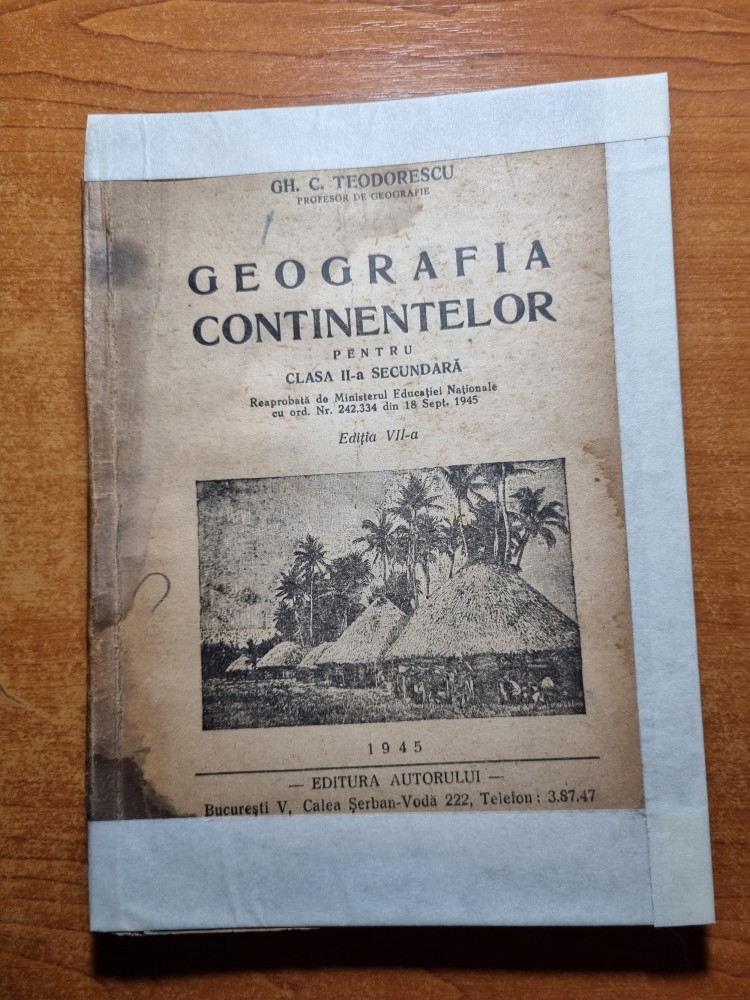 GH. C. TEODORESCU
PROFESOR DE GEOGRAFIE
GEOGRAFIA
CONTINENTELOR
PENTRU
CLASA II-a SECUNDARĂ
Reaprobată de Ministerul Educației Naționale
cu ord. Nr. 242.334 din 18 Sept. 1945
Ediția VII-a
1945
— EDITURA AUTORULUI —
București V, Calea Șerban-Vodă 222, Telefon: 3.87.47